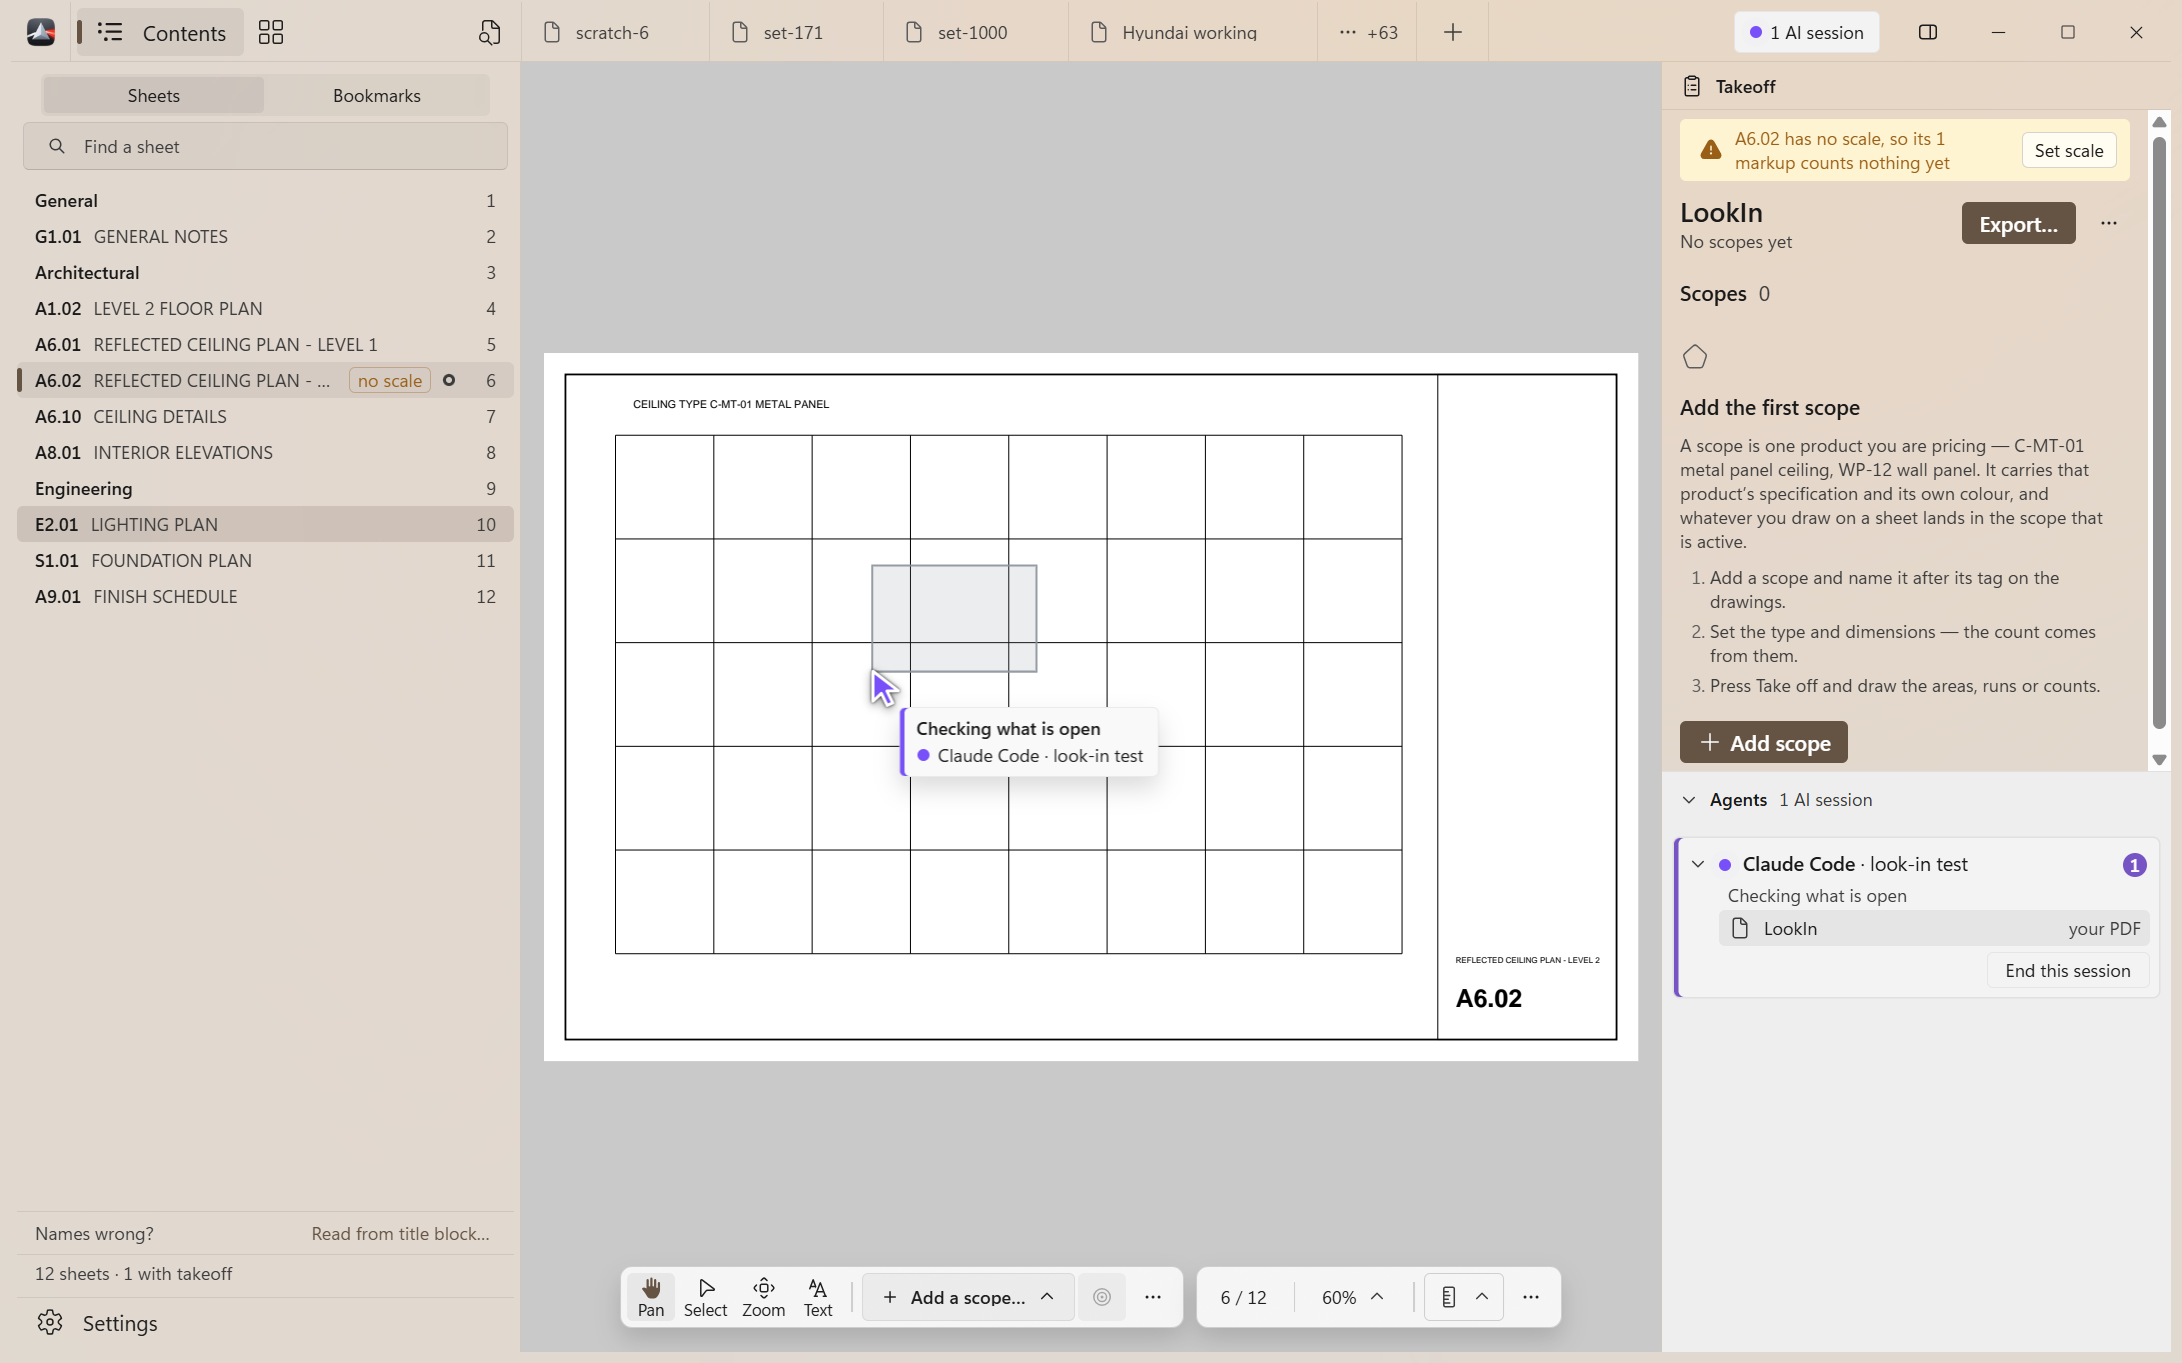 Contents
scratch-6
set-171
set-1000
Hyundai working
+63
1 AI session
Sheets
Bookmarks
Find a sheet
General 1
G1.01 GENERAL NOTES 2
Architectural 3
A1.02 LEVEL 2 FLOOR PLAN 4
A6.01 REFLECTED CEILING PLAN - LEVEL 1 5
A6.02 REFLECTED CEILING PLAN - ... no scale 6
A6.10 CEILING DETAILS 7
A8.01 INTERIOR ELEVATIONS 8
Engineering 9
E2.01 LIGHTING PLAN 10
S1.01 FOUNDATION PLAN 11
A9.01 FINISH SCHEDULE 12
Names wrong? Read from title block...
12 sheets · 1 with takeoff
Settings
CEILING TYPE C-MT-01 METAL PANEL
Checking what is open
Claude Code · look-in test
REFLECTED CEILING PLAN - LEVEL 2
A6.02
Pan
Select
Zoom
Text
Add a scope...
6 / 12
60%
Takeoff
A6.02 has no scale, so its 1
markup counts nothing yet
Set scale
LookIn
No scopes yet
Export...
Scopes 0
Add the first scope
A scope is one product you are pricing — C-MT-01
metal panel ceiling, WP-12 wall panel. It carries that
product's specification and its own colour, and
whatever you draw on a sheet lands in the scope that
is active.
1. Add a scope and name it after its tag on the
drawings.
2. Set the type and dimensions — the count comes
from them.
3. Press Take off and draw the areas, runs or counts.
+ Add scope
Agents 1 AI session
Claude Code · look-in test 1
Checking what is open
LookIn your PDF
End this session